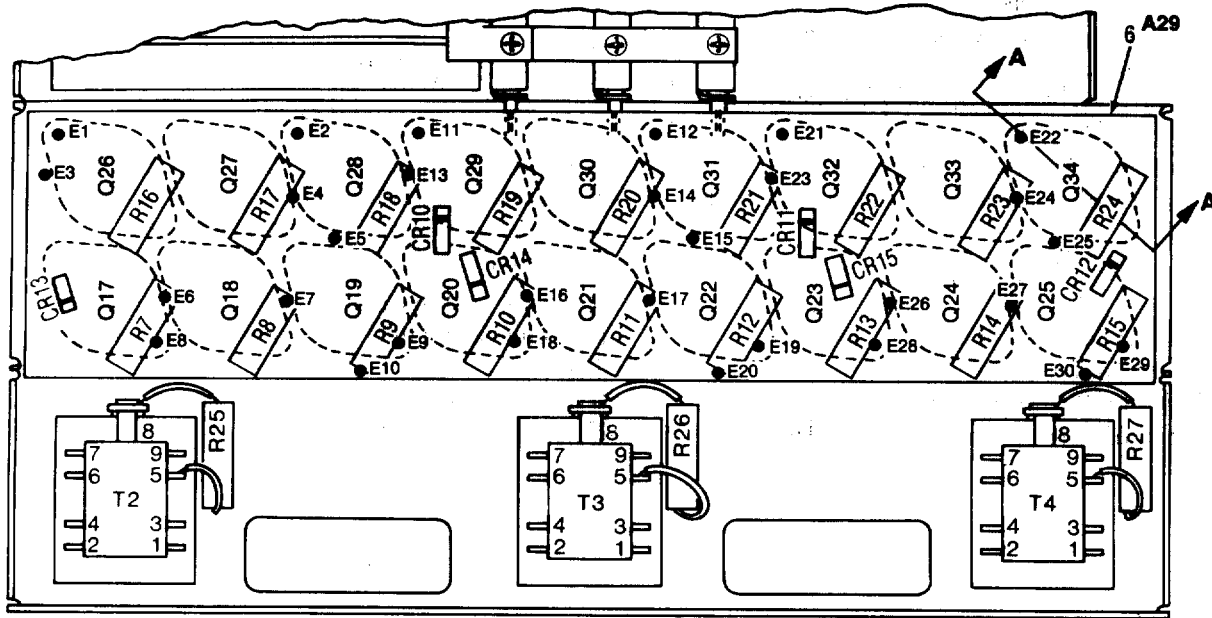 6 A29
A
E1
E2
E11
E12
E21
E22
E3
Q26
Q27
E4
Q28
E13
Q29
Q30
E14
Q31
E23
Q32
Q33
E24
Q34
R16
R17
R18
CR10
R19
R20
R21
CR11
R22
R23
R24
A
E5
E15
E25
CR13
Q17
E6
Q18
E7
Q19
Q20
CR14
E16
Q21
E17
Q22
Q23
CR15
E26
Q24
E27
Q25
CR12
R7
E8
R8
R9
E9
R10
E18
R11
R12
E19
R13
E28
R14
R15
E29
E10
E20
E30
8
R25
8
R26
8
R27
7 9
6 5
T2
4 3
2 1
7 9
6 5
T3
4 3
2 1
7 9
6 5
T4
4 3
2 1